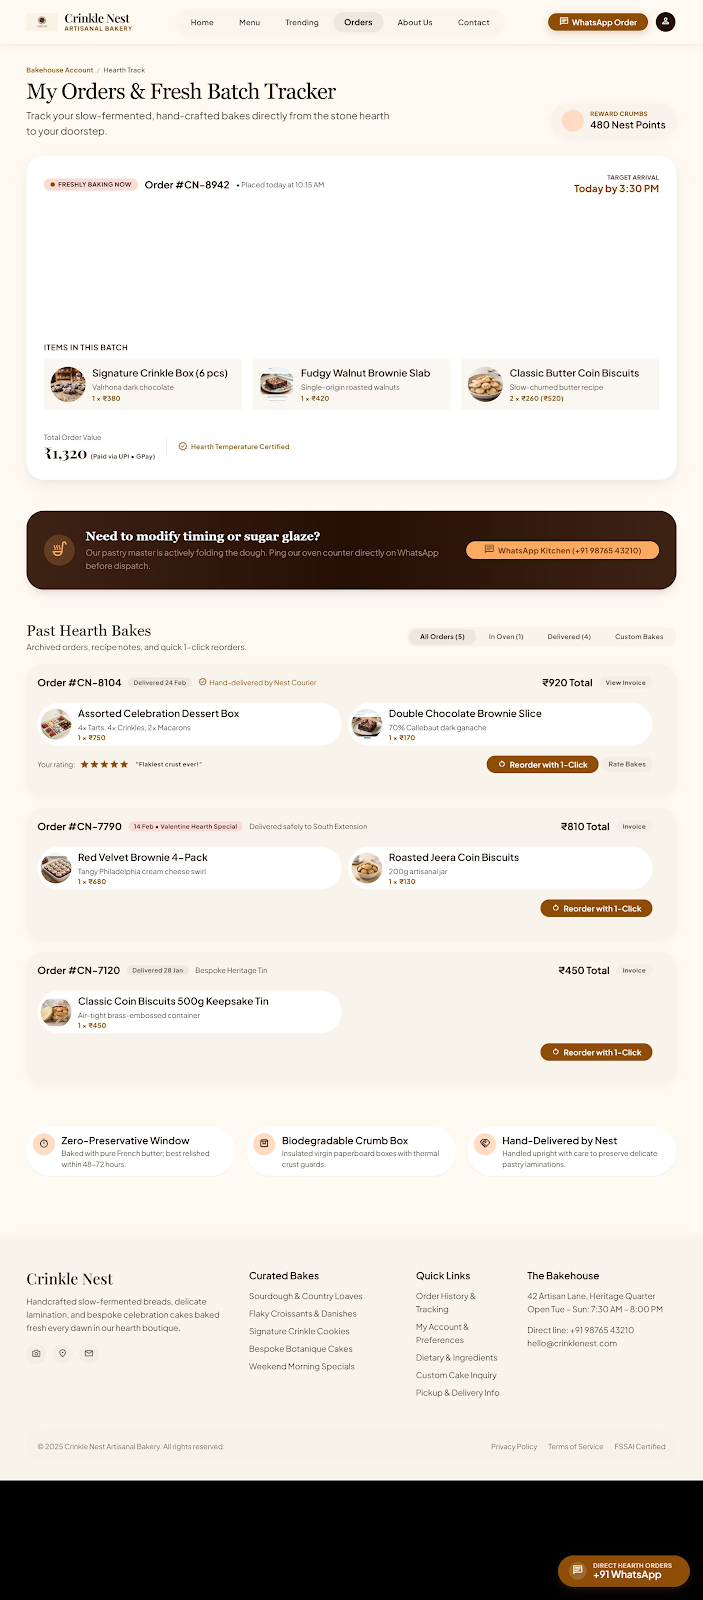 Crinkle Nest
ARTISANAL BAKERY
Home
Menu
Trending
Orders
About Us
Contact
WhatsApp Order
Bakehouse Account / Hearth Track
My Orders & Fresh Batch Tracker
Track your slow-fermented, hand-crafted bakes directly from the stone hearth
to your doorstep.
REWARD CRUMBS
480 Nest Points
FRESHLY BAKING NOW
Order #CN-8942
• Placed today at 10:15 AM
TARGET ARRIVAL
Today by 3:30 PM
ITEMS IN THIS BATCH
Signature Crinkle Box (6 pcs)
Valrhona dark chocolate
1 × ₹380
Fudgy Walnut Brownie Slab
Single-origin roasted walnuts
1 × ₹420
Classic Butter Coin Biscuits
Slow-churned butter recipe
2 × ₹260 (₹520)
Total Order Value
₹1,320 (Paid via UPI • GPay)
Hearth Temperature Certified
Need to modify timing or sugar glaze?
Our pastry master is actively folding the dough. Ping our oven counter directly on WhatsApp
before dispatch.
WhatsApp Kitchen (+91 98765 43210)
Past Hearth Bakes
Archived orders, recipe notes, and quick 1-click reorders.
All Orders (5)
In Oven (1)
Delivered (4)
Custom Bakes
Order #CN-8104
Delivered 24 Feb
Hand-delivered by Nest Courier
₹920 Total
View Invoice
Assorted Celebration Dessert Box
4x Tarts, 4x Crinkles, 2x Macarons
1 × ₹750
Double Chocolate Brownie Slice
70% Callebaut dark ganache
1 × ₹170
Your rating:
"Flakiest crust ever!"
Reorder with 1-Click
Rate Bakes
Order #CN-7790
14 Feb • Valentine Hearth Special
Delivered safely to South Extension
₹810 Total
Invoice
Red Velvet Brownie 4-Pack
Tangy Philadelphia cream cheese swirl
1 × ₹680
Roasted Jeera Coin Biscuits
200g artisanal jar
1 × ₹130
Reorder with 1-Click
Order #CN-7120
Delivered 28 Jan
Bespoke Heritage Tin
₹450 Total
Invoice
Classic Coin Biscuits 500g Keepsake Tin
Air-tight brass-embossed container
1 × ₹450
Reorder with 1-Click
Zero-Preservative Window
Baked with pure French butter; best relished
within 48-72 hours.
Biodegradable Crumb Box
Insulated virgin paperboard boxes with thermal
crust guards.
Hand-Delivered by Nest
Handled upright with care to preserve delicate
pastry laminations.
Crinkle Nest
Handcrafted slow-fermented breads, delicate
lamination, and bespoke celebration cakes baked
fresh every dawn in our hearth boutique.
Curated Bakes
Sourdough & Country Loaves
Flaky Croissants & Danishes
Signature Crinkle Cookies
Bespoke Botanique Cakes
Weekend Morning Specials
Quick Links
Order History &
Tracking
My Account &
Preferences
Dietary & Ingredients
Custom Cake Inquiry
Pickup & Delivery Info
The Bakehouse
42 Artisan Lane, Heritage Quarter
Open Tue – Sun: 7:30 AM – 8:00 PM
Direct line: +91 98765 43210
hello@crinklenest.com
© 2025 Crinkle Nest Artisanal Bakery. All rights reserved.
Privacy Policy
Terms of Service
FSSAI Certified
DIRECT HEARTH ORDERS
+91 WhatsApp